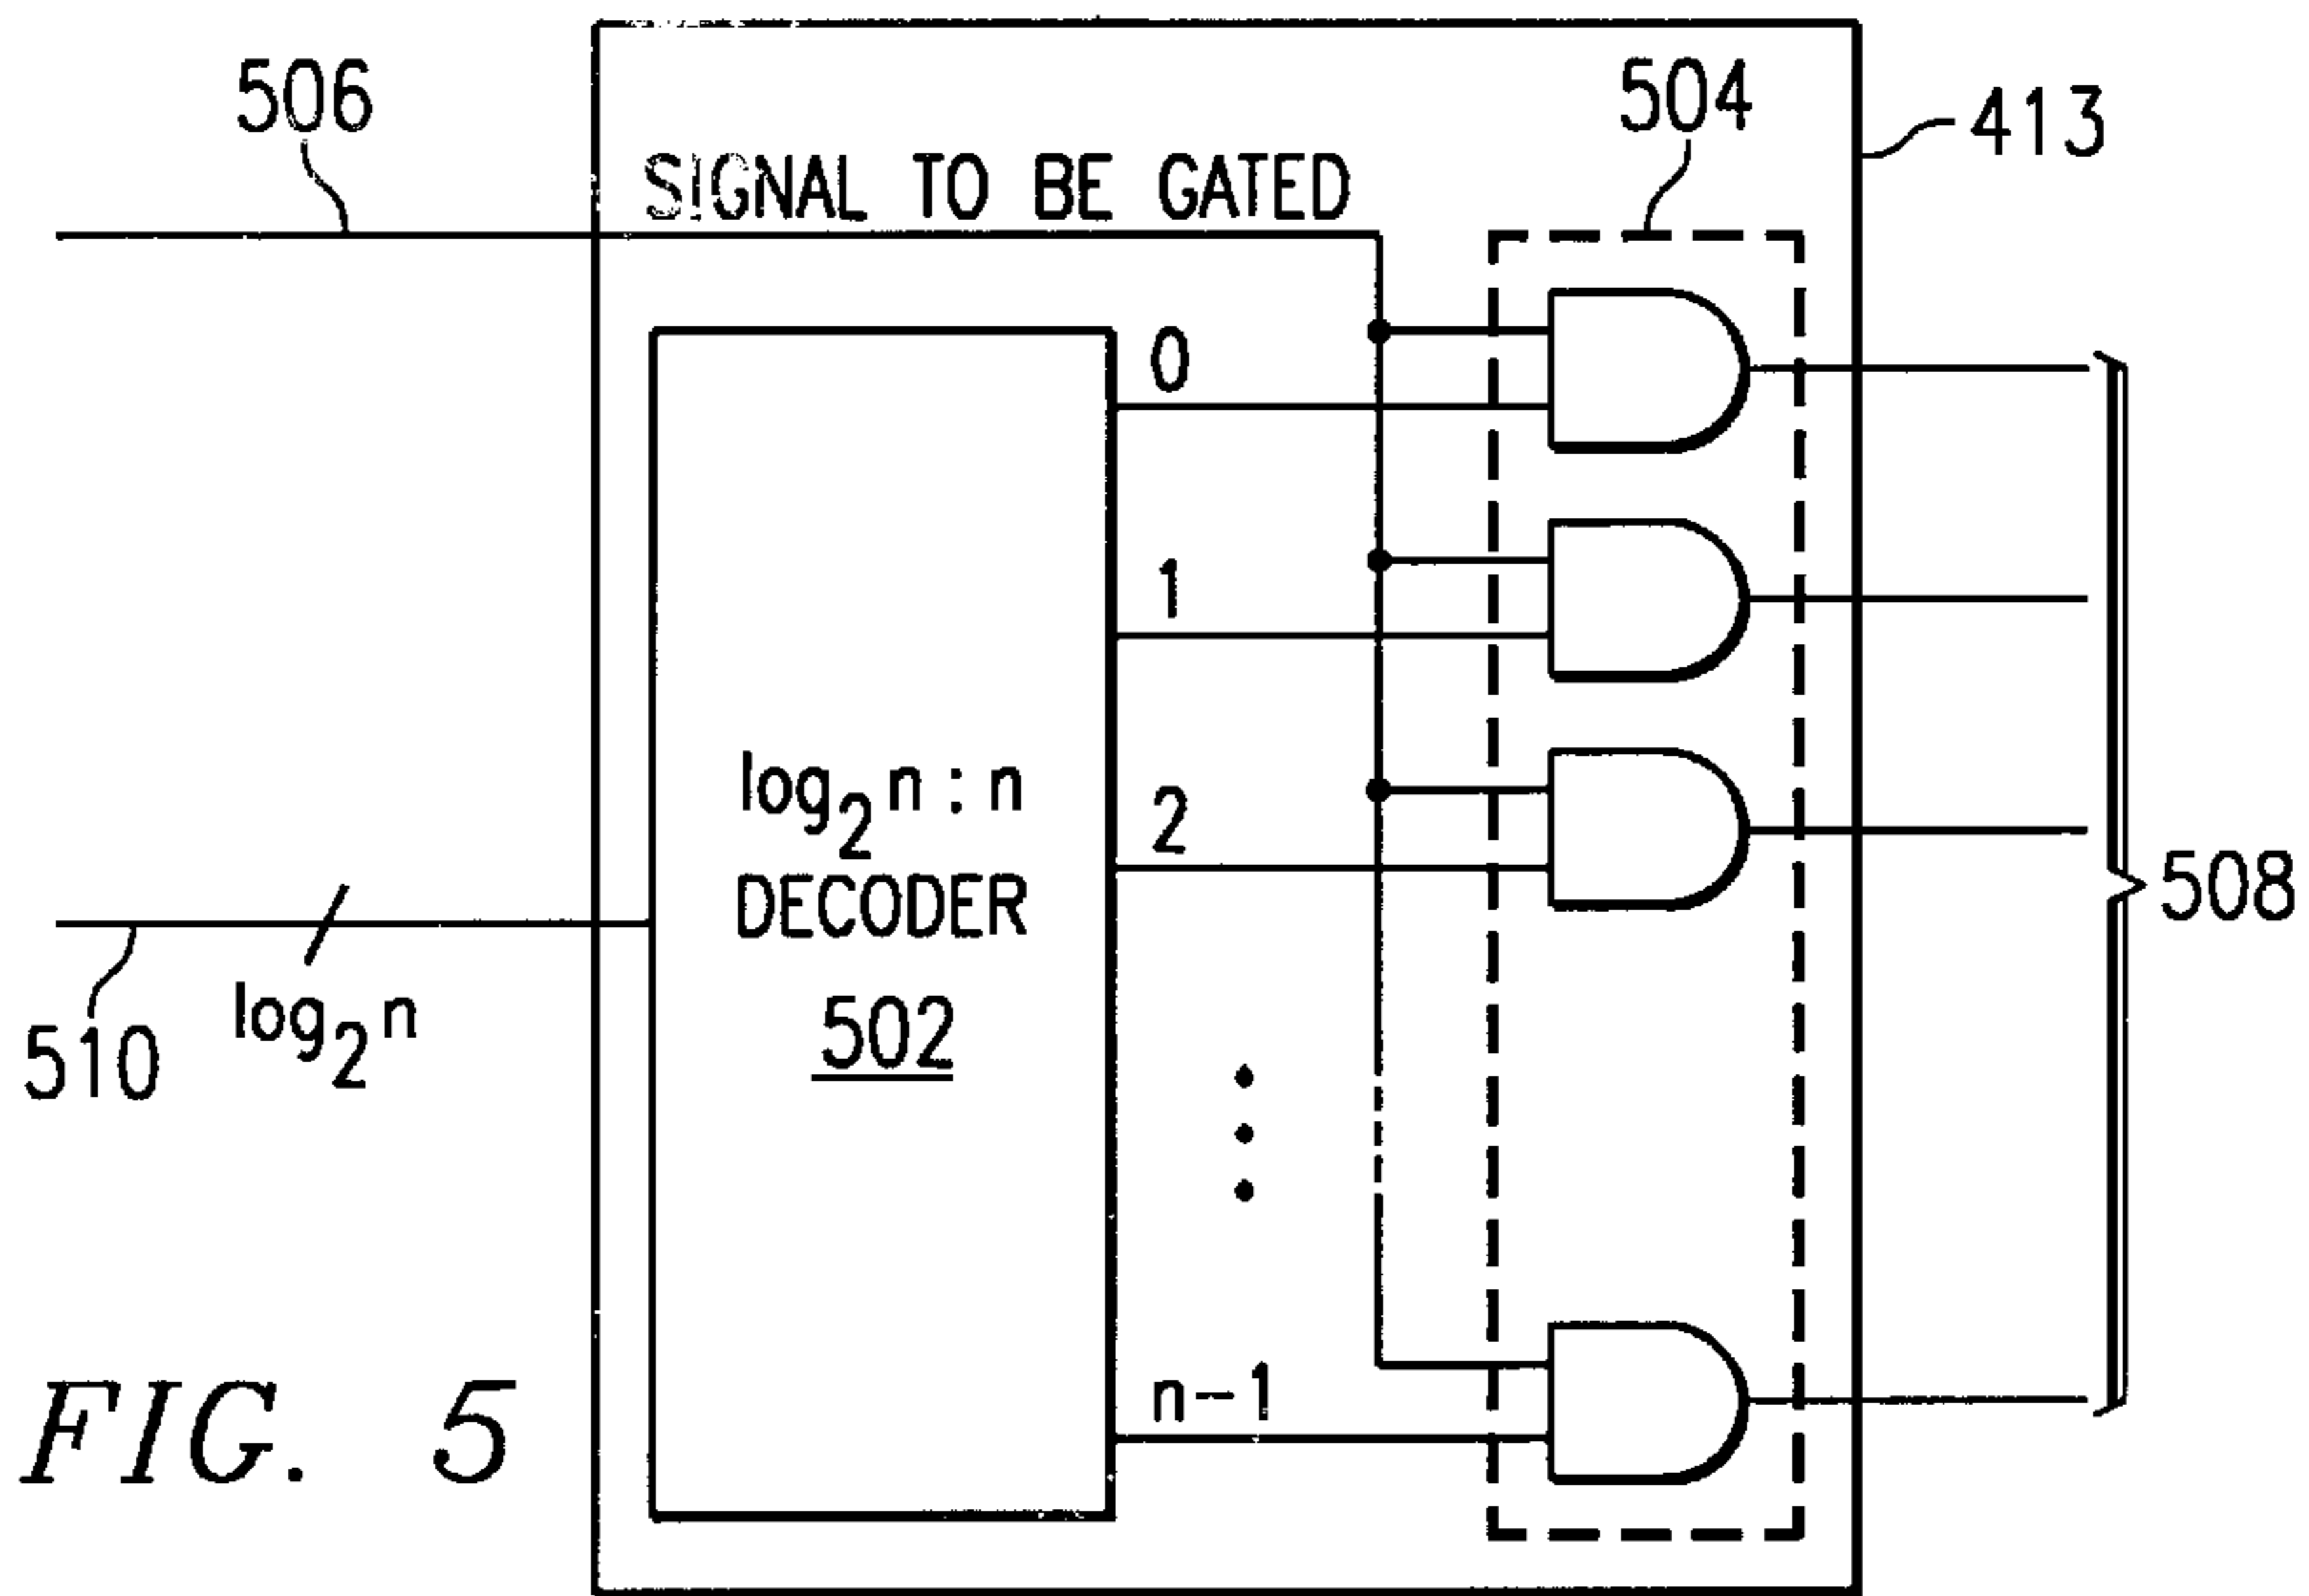 506
504
413
SIGNAL TO BE GATED
0
1
2
log₂n : n
DECODER
502
510
log₂n
508
n-1
FIG. 5